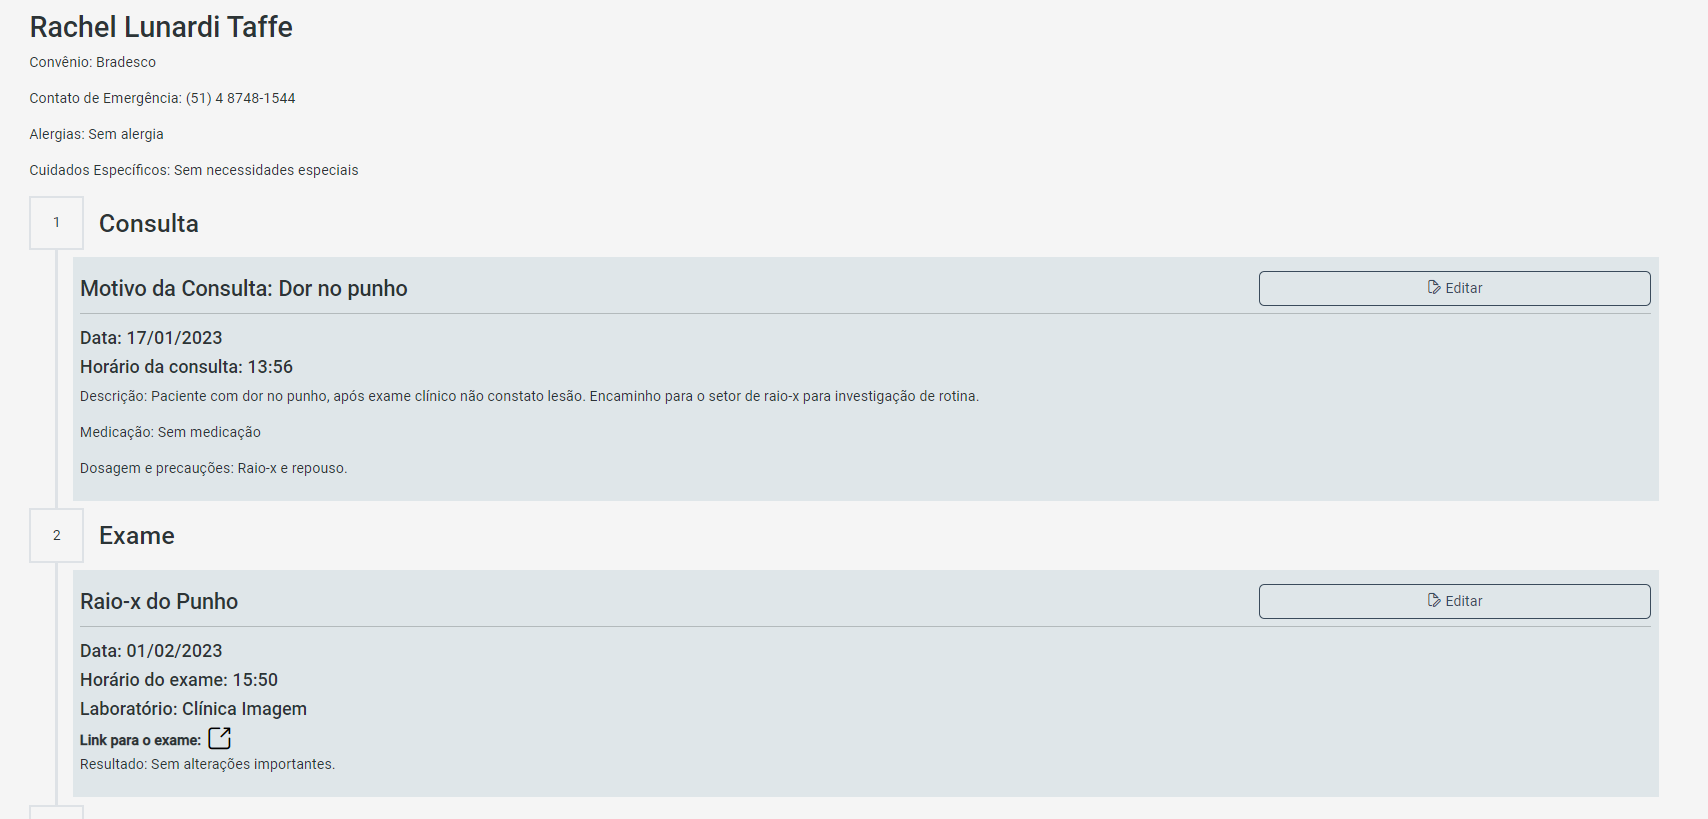 Rachel Lunardi Taffe
Convênio: Bradesco
Contato de Emergência: (51) 4 8748-1544
Alergias: Sem alergia
Cuidados Específicos: Sem necessidades especiais
1
Consulta
Motivo da Consulta: Dor no punho
Editar
Data: 17/01/2023
Horário da consulta: 13:56
Descrição: Paciente com dor no punho, após exame clínico não constato lesão. Encaminho para o setor de raio-x para investigação de rotina.
Medicação: Sem medicação
Dosagem e precauções: Raio-x e repouso.
2
Exame
Raio-x do Punho
Editar
Data: 01/02/2023
Horário do exame: 15:50
Laboratório: Clínica Imagem
Link para o exame:
Resultado: Sem alterações importantes.